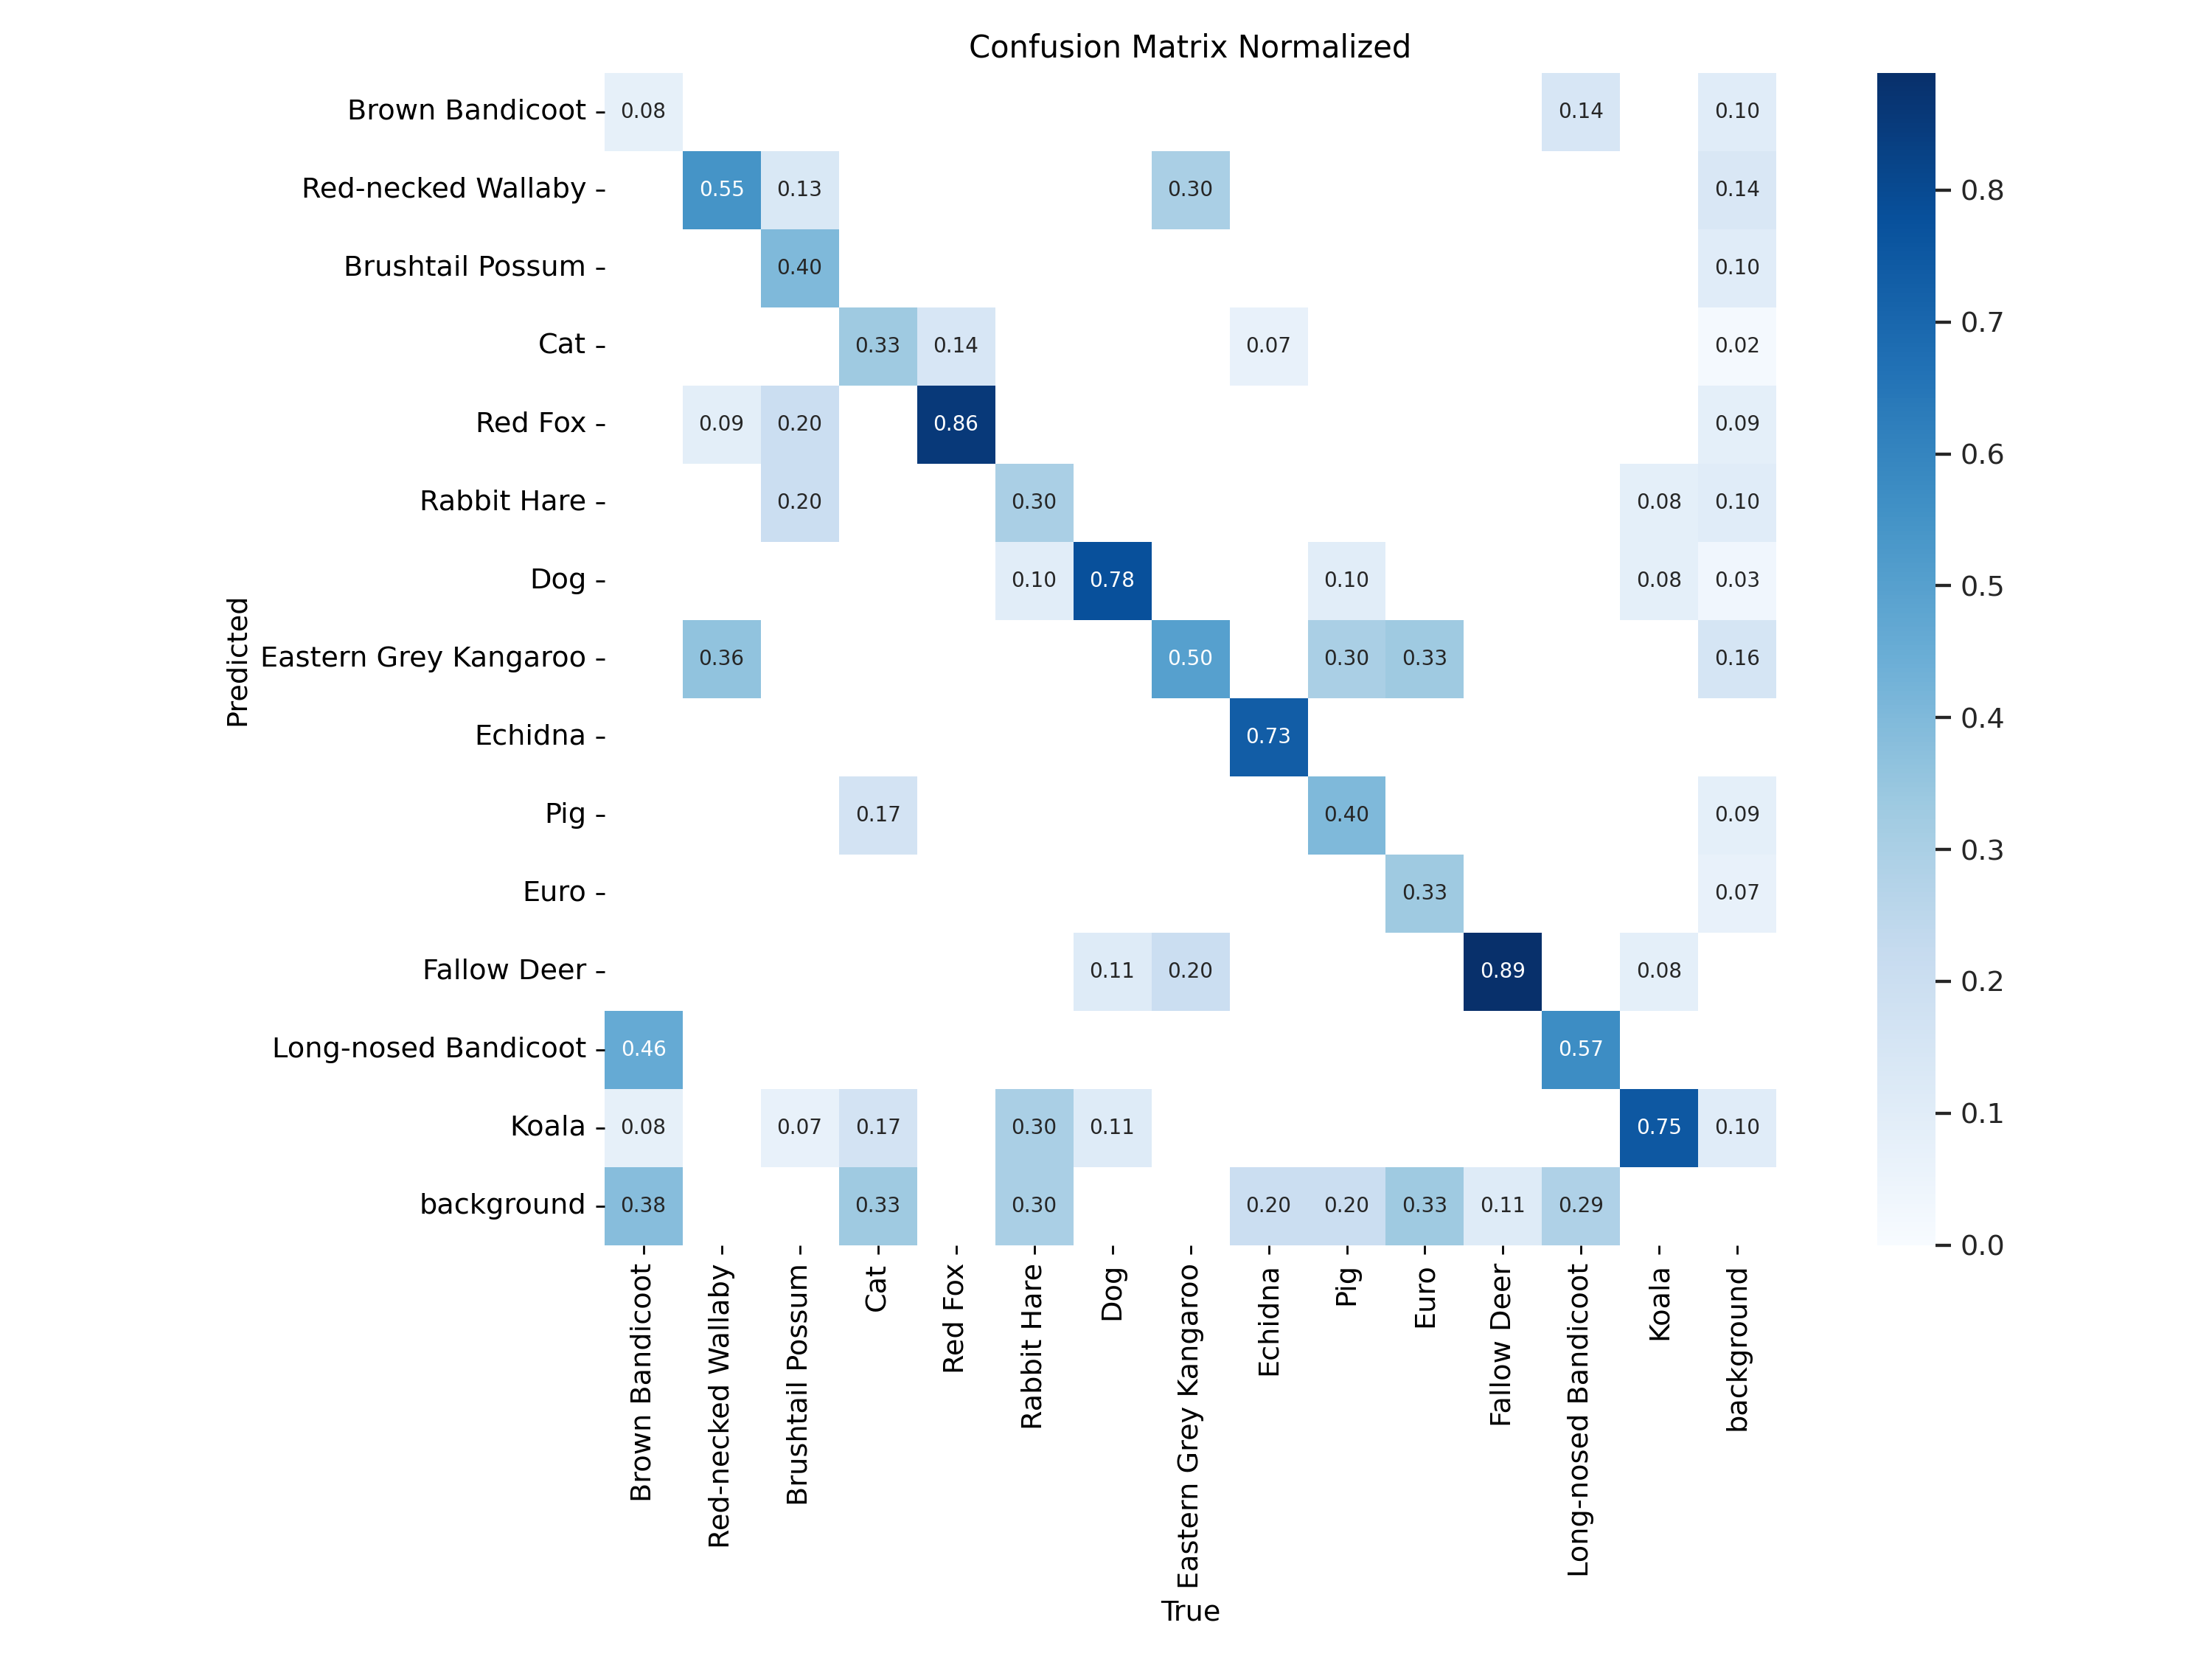 Confusion Matrix Normalized
Brown Bandicoot 0.08 0.14 0.10
Red-necked Wallaby 0.55 0.13 0.30 0.14 0.8
Brushtail Possum 0.40 0.10
Cat 0.33 0.14 0.07 0.02 0.7
Red Fox 0.09 0.20 0.86 0.09 0.6
Rabbit Hare 0.20 0.30 0.08 0.10
Dog 0.10 0.78 0.10 0.08 0.03 0.5
Predicted
Eastern Grey Kangaroo 0.36 0.50 0.30 0.33 0.16
Echidna 0.73 0.4
Pig 0.17 0.40 0.09 0.3
Euro 0.33 0.07
Fallow Deer 0.11 0.20 0.89 0.08 0.2
Long-nosed Bandicoot 0.46 0.57
Koala 0.08 0.07 0.17 0.30 0.11 0.75 0.10 0.1
background 0.38 0.33 0.30 0.20 0.20 0.33 0.11 0.29
0.0
Brown Bandicoot
Red-necked Wallaby
Brushtail Possum
Cat
Red Fox
Rabbit Hare
Dog
Eastern Grey Kangaroo
Echidna
Pig
Euro
Fallow Deer
Long-nosed Bandicoot
Koala
background
True